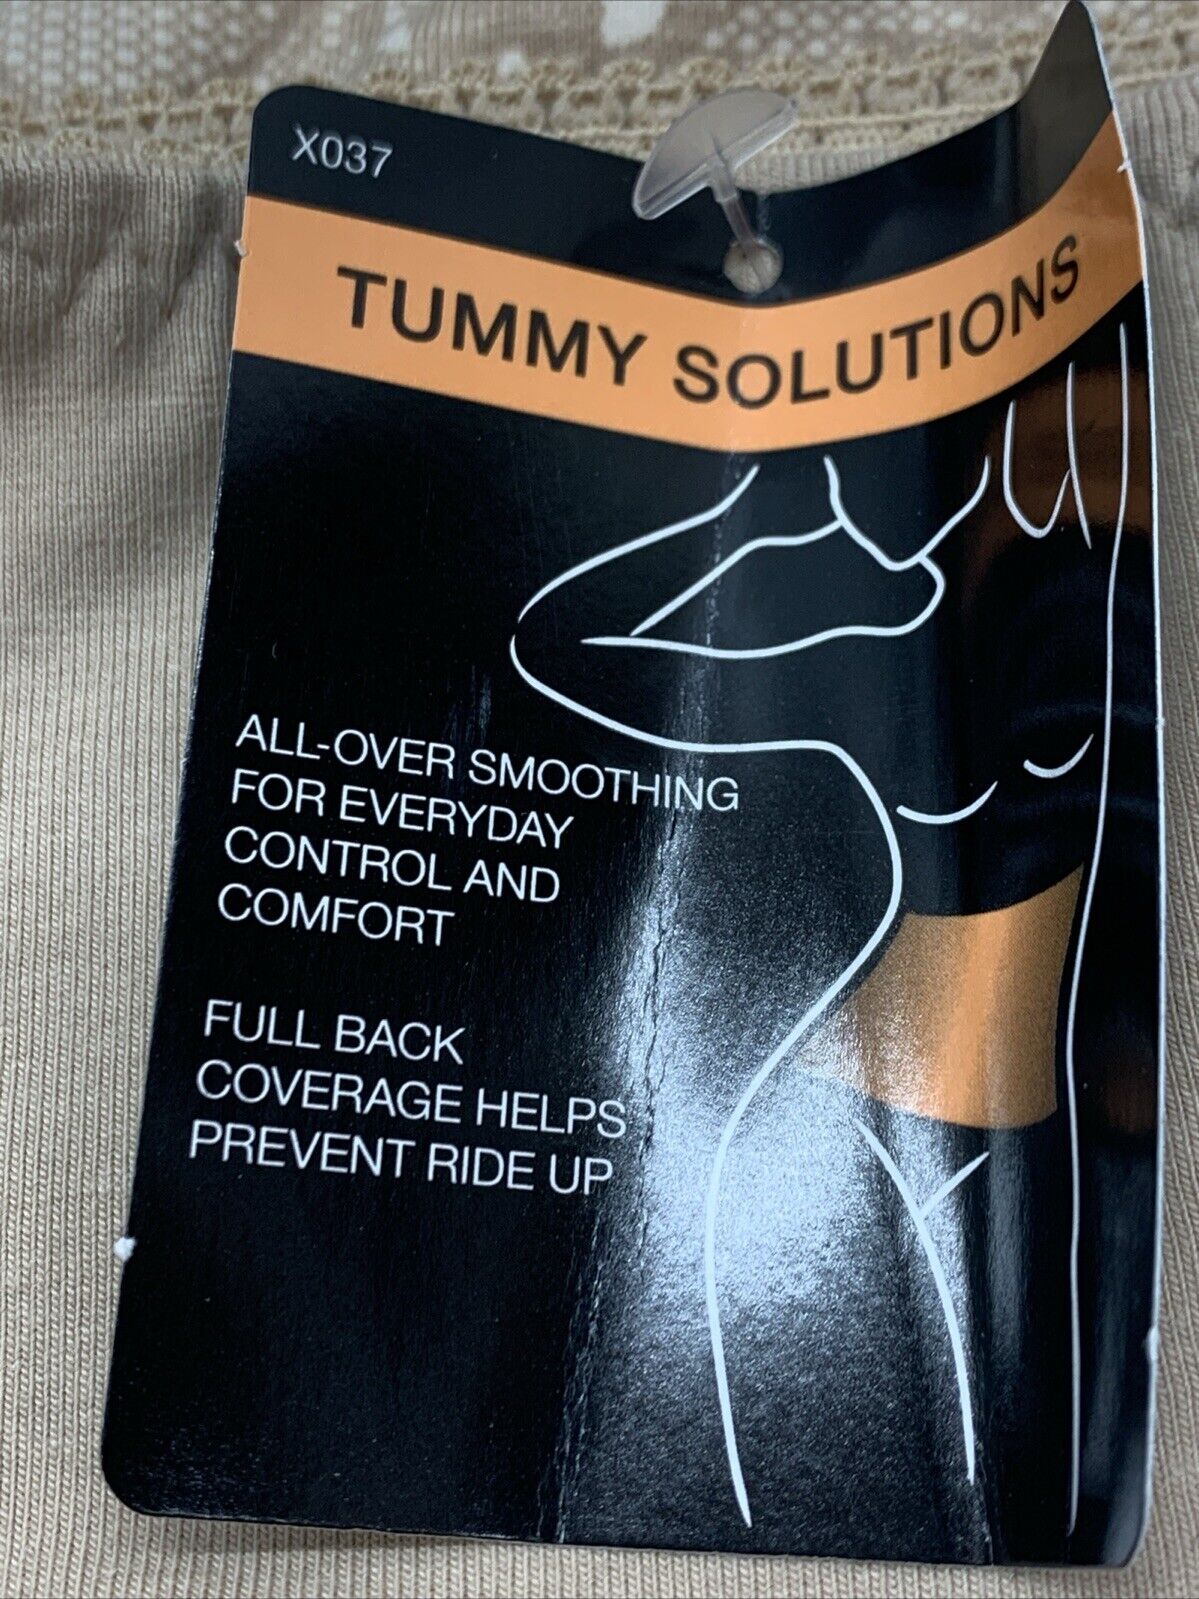 X037
TUMMY SOLUTIONS
ALL-OVER SMOOTHING
FOR EVERYDAY
CONTROL AND
COMFORT
FULL BACK
COVERAGE HELPS
PREVENT RIDE UP